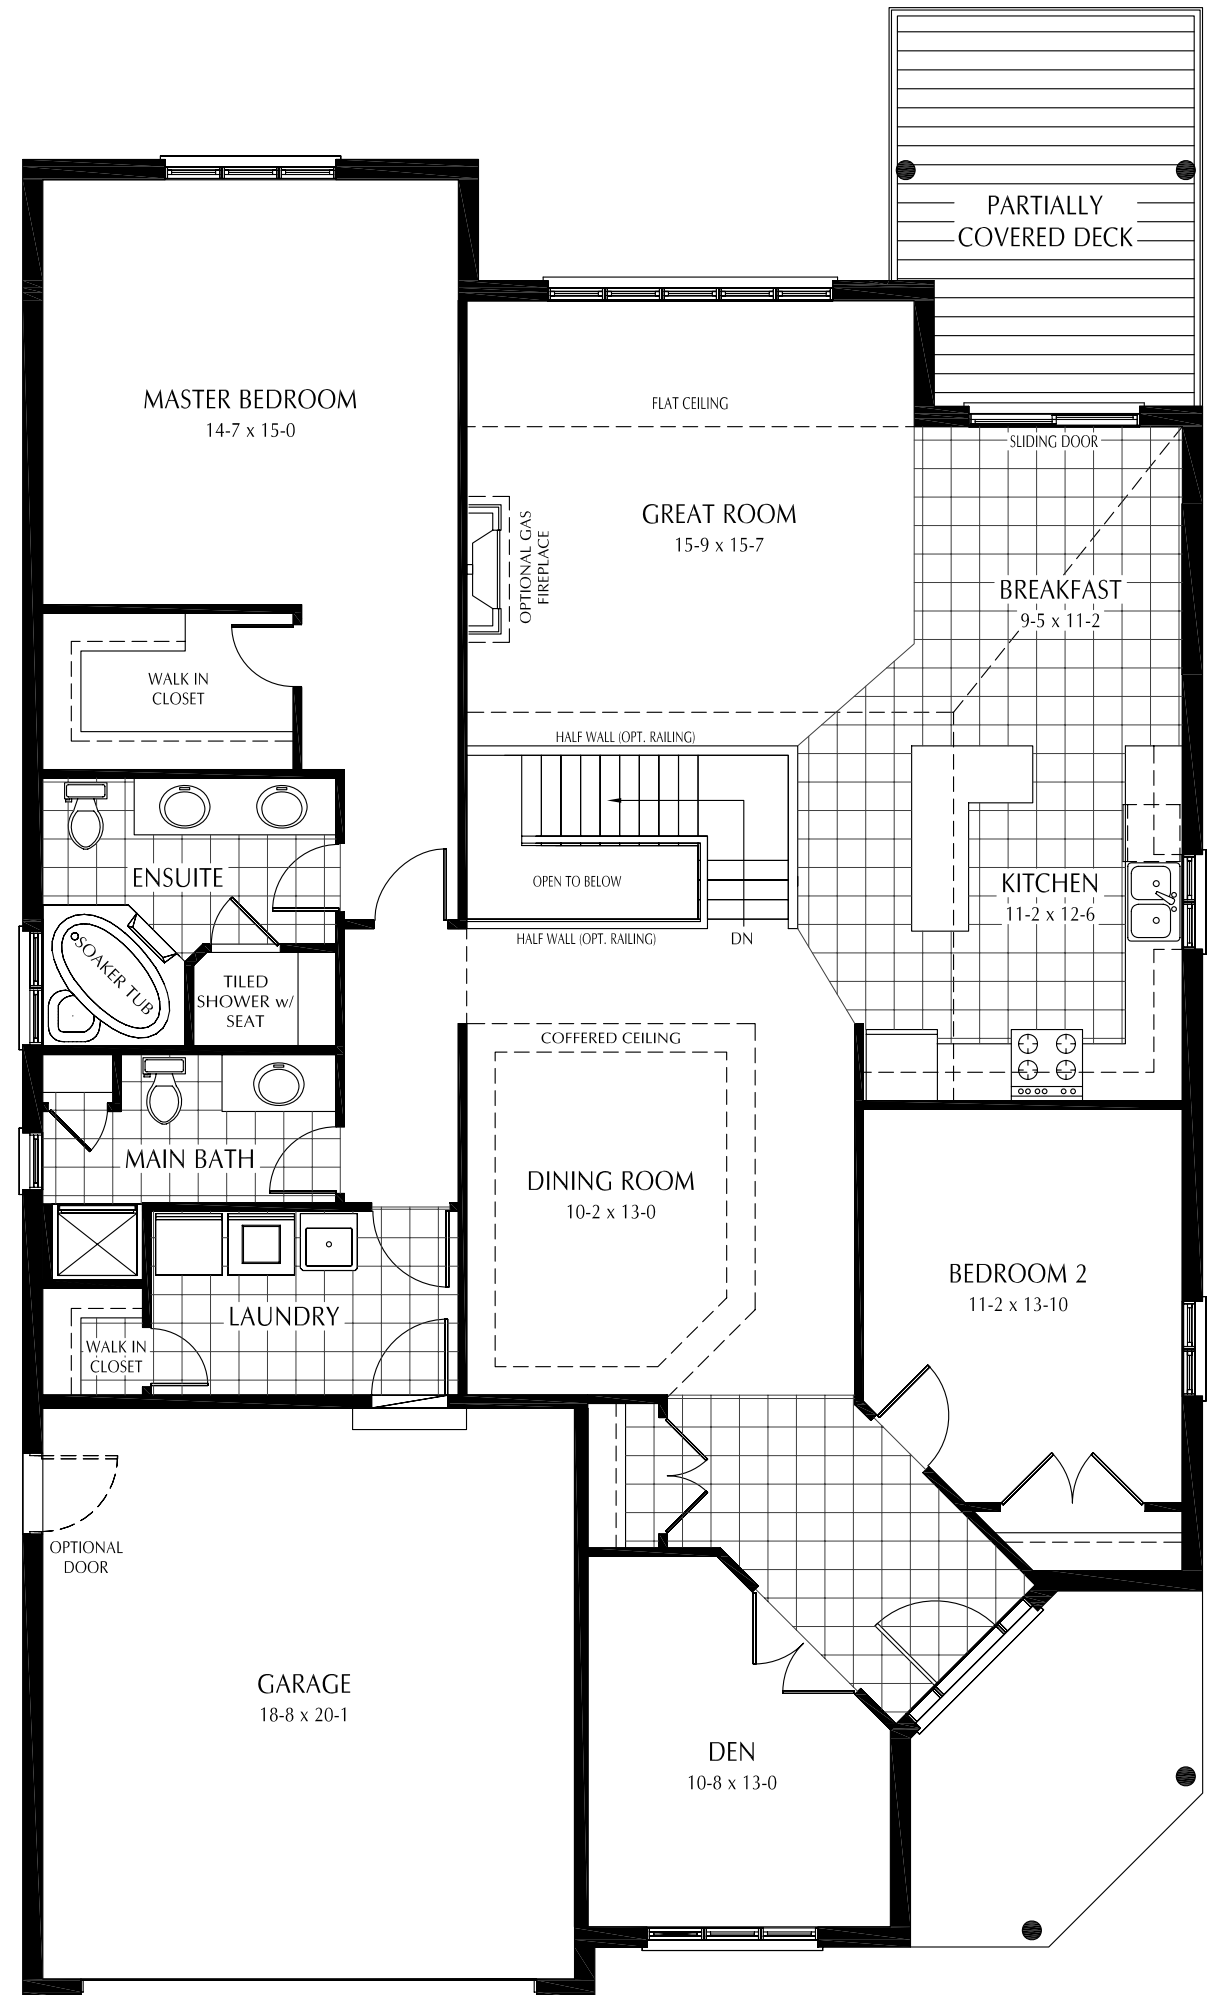 PARTIALLY
COVERED DECK
MASTER BEDROOM
14-7 x 15-0
FLAT CEILING
SLIDING DOOR
GREAT ROOM
15-9 x 15-7
OPTIONAL GAS
FIREPLACE
BREAKFAST
9-5 x 11-2
WALK IN
CLOSET
HALF WALL (OPT. RAILING)
ENSUITE
OPEN TO BELOW
KITCHEN
11-2 x 12-6
HALF WALL (OPT. RAILING)
DN
SOAKER TUB
TILED
SHOWER w/
SEAT
COFFERED CEILING
MAIN BATH
DINING ROOM
10-2 x 13-0
BEDROOM 2
11-2 x 13-10
LAUNDRY
WALK IN
CLOSET
OPTIONAL
DOOR
GARAGE
18-8 x 20-1
DEN
10-8 x 13-0